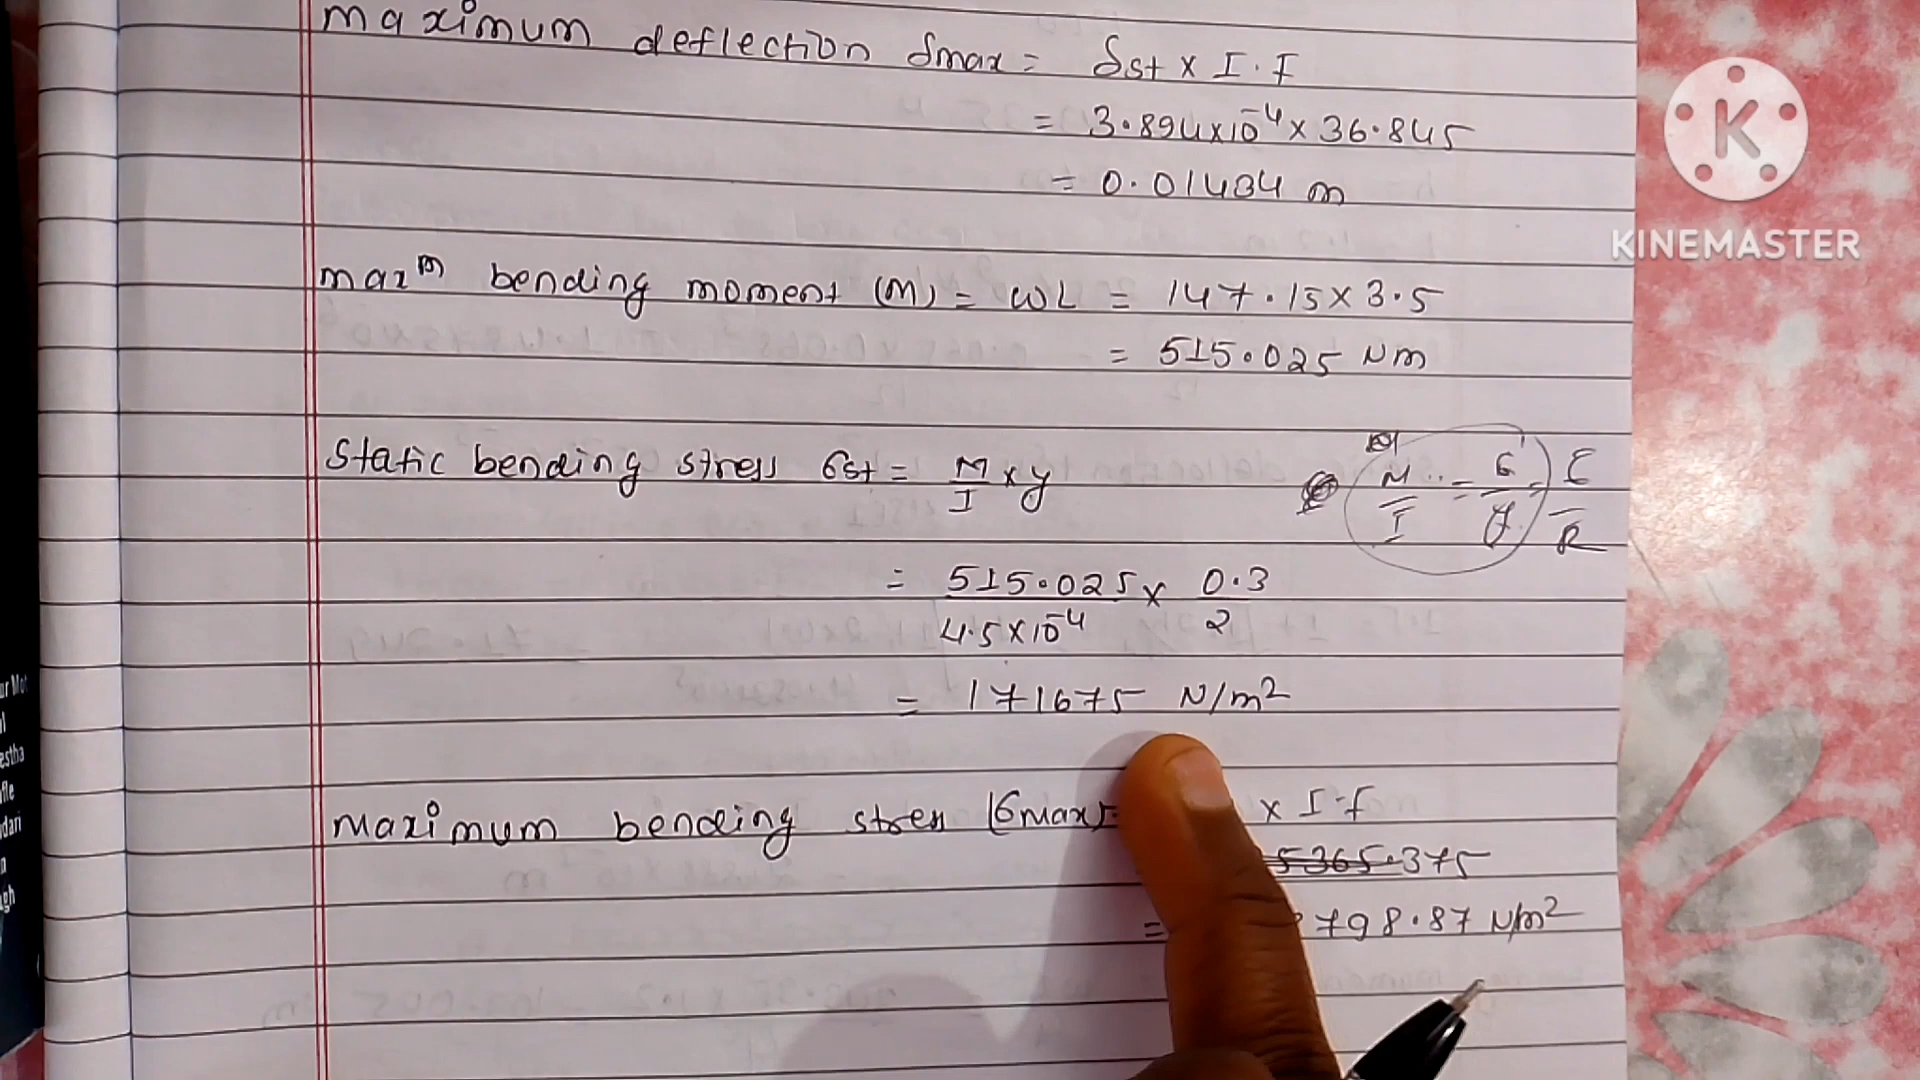 maximum deflection δmax = δst x I.F
= 3.894x10⁻⁴ x 36.845
= 0.01434 m
KINEMASTER
maxᵐ bending moment (M) = WL = 147.15 x 3.5
= 515.025 Nm
Static bending stress σst = M/I x y
M/I = σ/y = E/R
= 515.025/4.5x10⁻⁴ x 0.3/2
= 171675 N/m²
Maximum bending stress (σmax) = x I.F
5365.375
= 798.87 N/m²